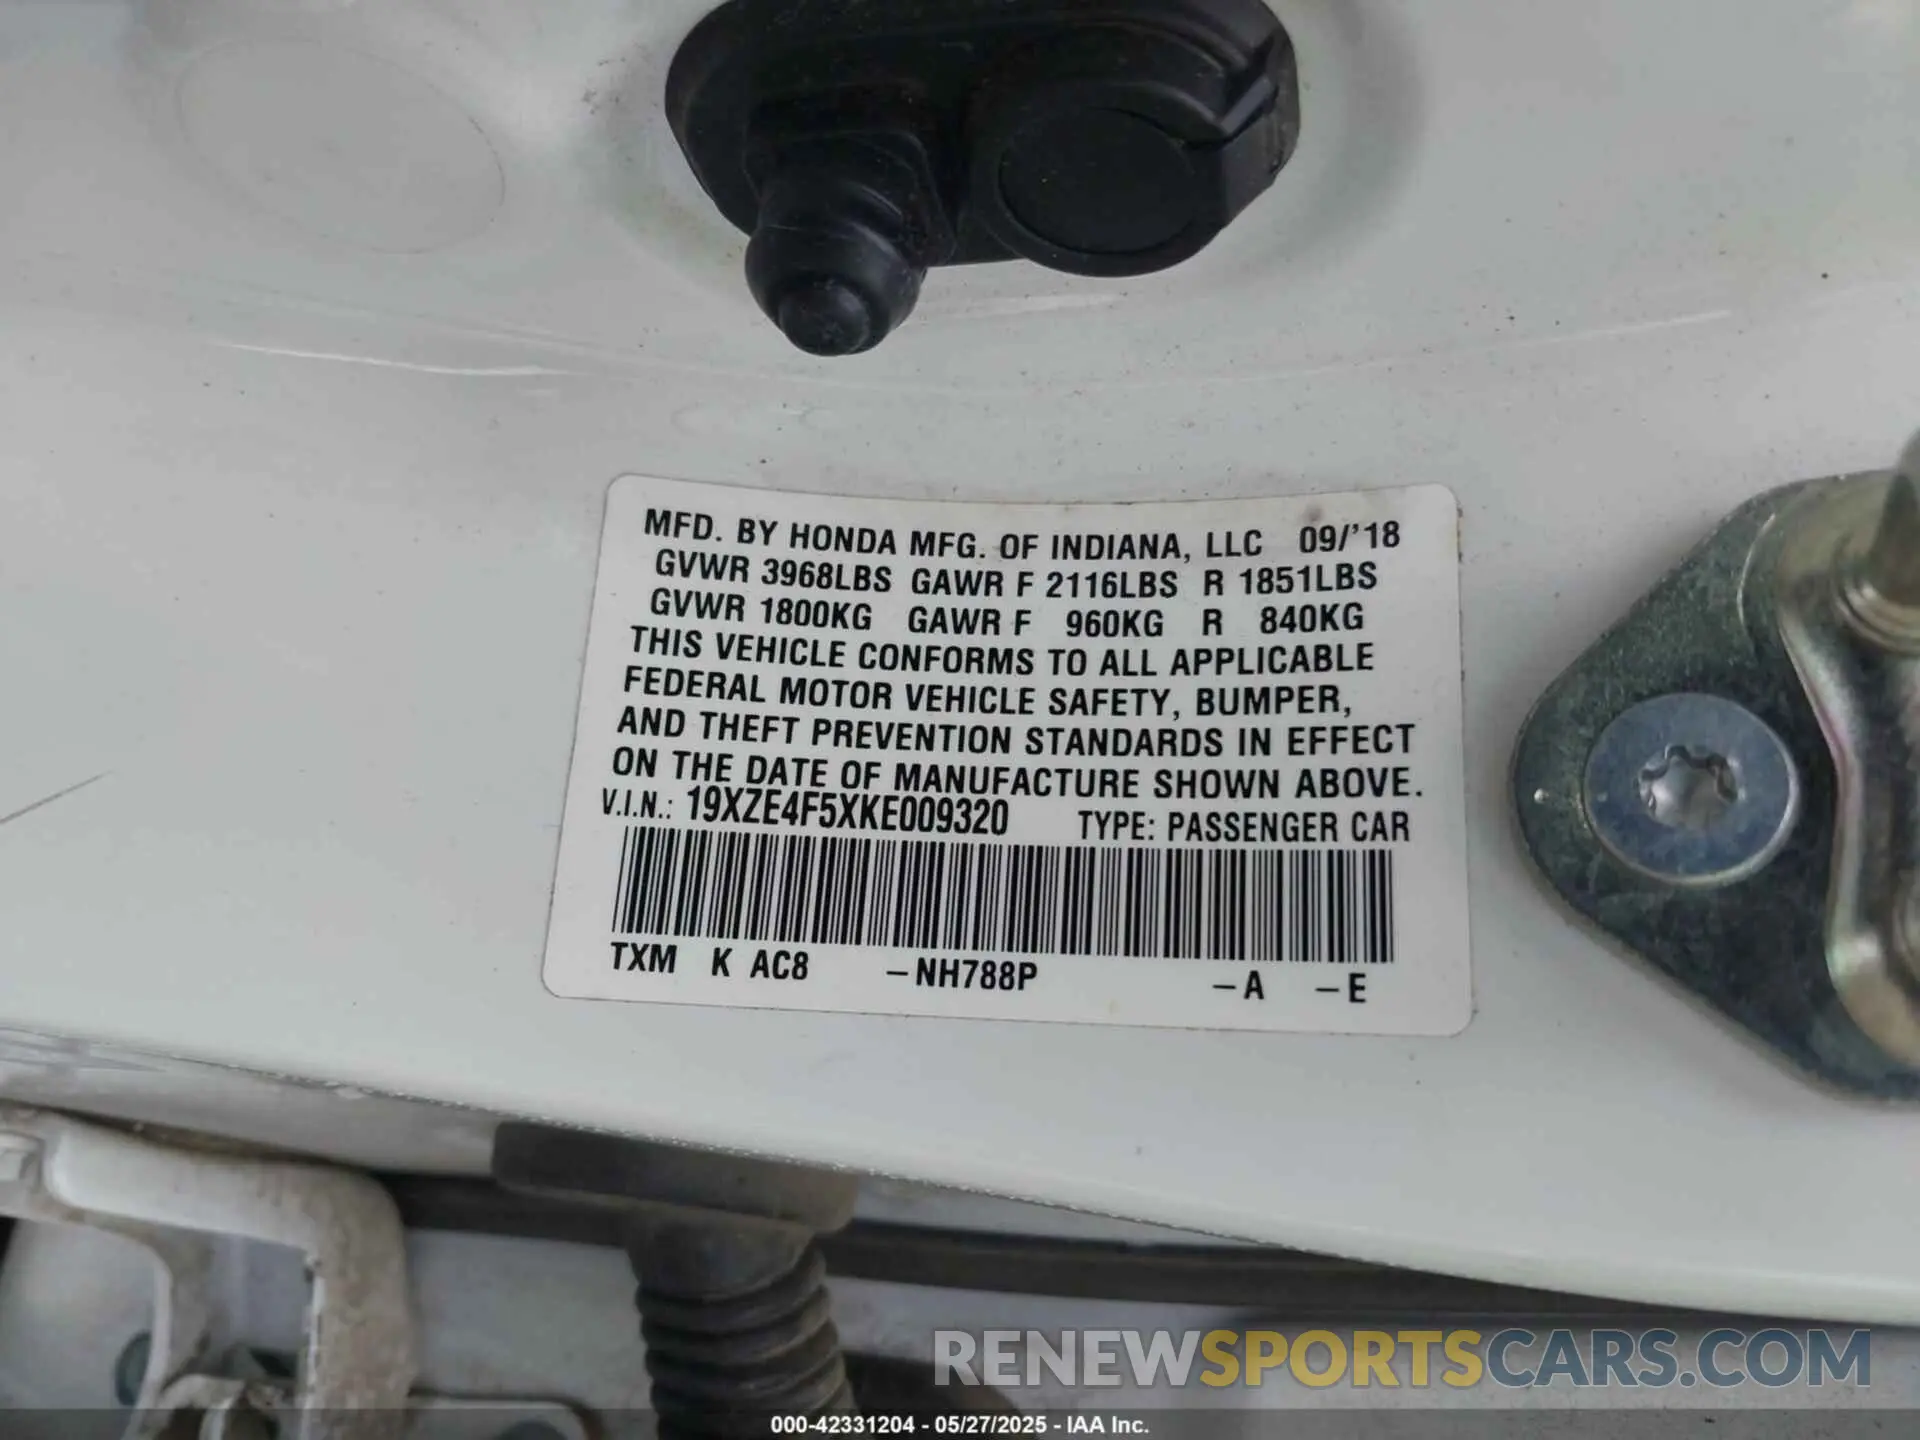 MFD. BY HONDA MFG. OF INDIANA, LLC 09/'18
GVWR 3968LBS GAWR F 2116LBS R 1851LBS
GVWR 1800KG GAWR F 960KG R 840KG
THIS VEHICLE CONFORMS TO ALL APPLICABLE
FEDERAL MOTOR VEHICLE SAFETY, BUMPER,
AND THEFT PREVENTION STANDARDS IN EFFECT
ON THE DATE OF MANUFACTURE SHOWN ABOVE.
V.I.N.: 19XZE4F5XKE009320 TYPE: PASSENGER CAR
TXM K AC8 –NH788P –A –E
RENEWSPORTSCARS.COM
000-42331204 - 05/27/2025 - IAA Inc.